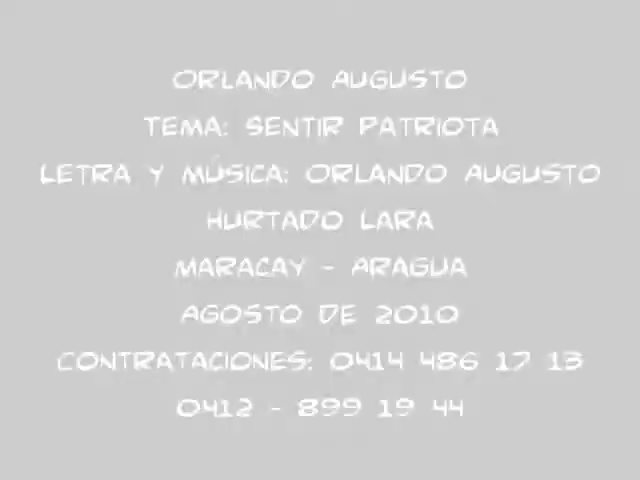 ORLANDO AUGUSTO
TEMA: SENTIR PATRIOTA
LETRA Y MÚSICA: ORLANDO AUGUSTO
HURTADO LARA
MARACAY - ARAGUA
AGOSTO DE 2010
CONTRATACIONES: 0414 486 17 13
0412 - 899 19 44